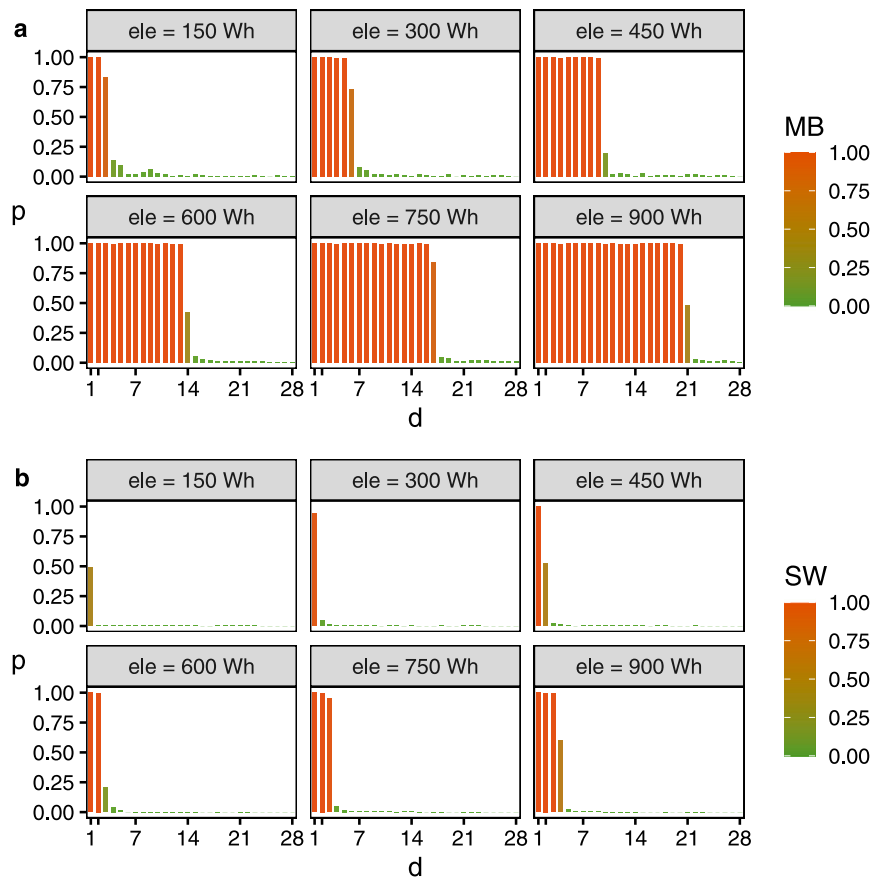 a
ele = 150 Wh
ele = 300 Wh
ele = 450 Wh
1.00
0.75
0.50
0.25
0.00
p
ele = 600 Wh
ele = 750 Wh
ele = 900 Wh
1.00
0.75
0.50
0.25
0.00
1 7 14 21 28
1 7 14 21 28
1 7 14 21 28
d
MB
1.00
0.75
0.50
0.25
0.00
b
ele = 150 Wh
ele = 300 Wh
ele = 450 Wh
1.00
0.75
0.50
0.25
0.00
p
ele = 600 Wh
ele = 750 Wh
ele = 900 Wh
1.00
0.75
0.50
0.25
0.00
1 7 14 21 28
1 7 14 21 28
1 7 14 21 28
d
SW
1.00
0.75
0.50
0.25
0.00